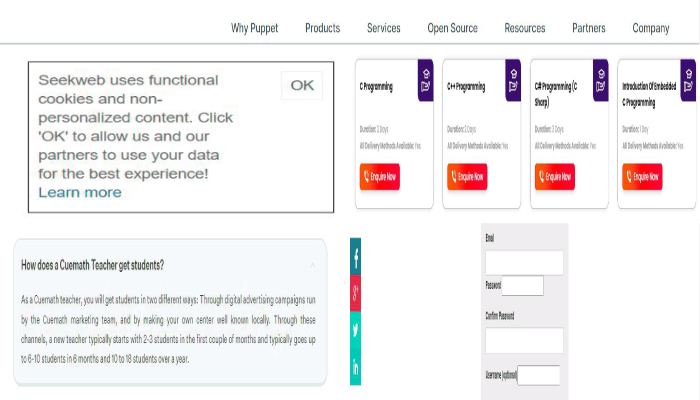 Why Puppet Products Services Open Source Resources Partners Company
Seekweb uses functional
cookies and non-
personalized content. Click
'OK' to allow us and our
partners to use your data
for the best experience!
Learn more
OK
C Programming
Duration: 2 Days
All Delivery Methods Available: Yes
Enquire Now
C++ Programming
Duration: 2 Days
All Delivery Methods Available: Yes
Enquire Now
C# Programming (C
Sharp)
Duration: 2 Days
All Delivery Methods Available: Yes
Enquire Now
Introduction Of Embedded
C Programming
Duration: 1 Day
All Delivery Methods Available: Yes
Enquire Now
How does a Cuemath Teacher get students?
As a Cuemath teacher, you will get students in two different ways: Through digital advertising campaigns run
by the Cuemath marketing team, and by making your own center well known locally. Through these
channels, a new teacher typically starts with 2-3 students in the first couple of months and typically goes up
to 6-10 students in 6 months and 10 to 18 students over a year.
f
g+
in
Email
Password
Confirm Password
Username (optional)